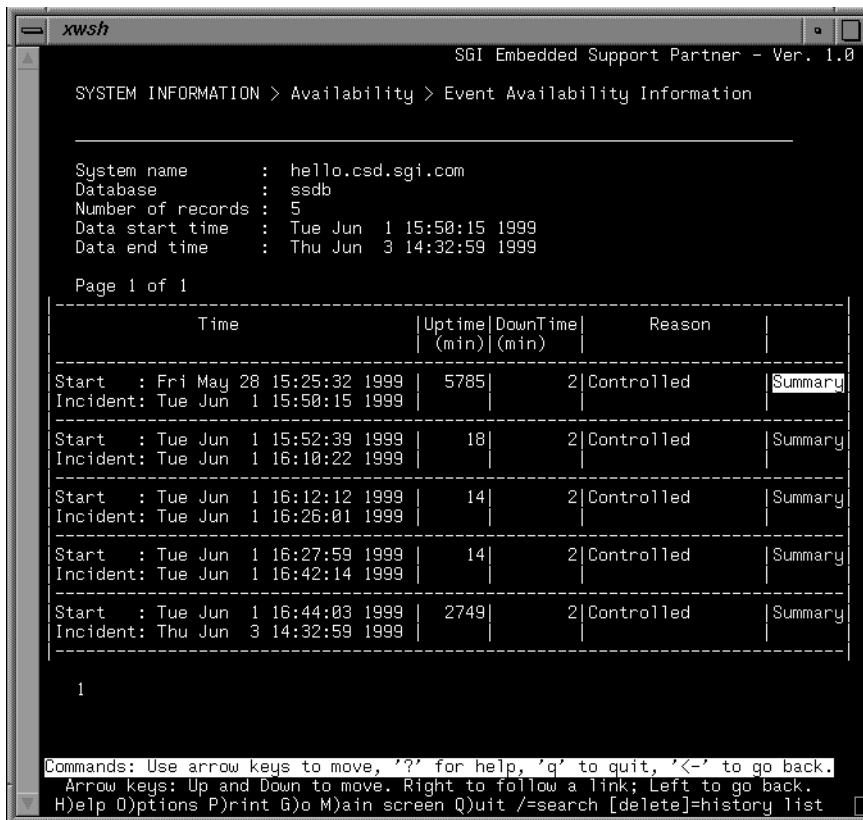 xwsh
SGI Embedded Support Partner - Ver. 1.0
SYSTEM INFORMATION > Availability > Event Availability Information
System name : hello.csd.sgi.com
Database : ssdb
Number of records : 5
Data start time : Tue Jun 1 15:50:15 1999
Data end time : Thu Jun 3 14:32:59 1999
Page 1 of 1
Time |Uptime|DownTime| Reason |
| (min)|(min) | |
Start : Fri May 28 15:25:32 1999 | 5785| 2|Controlled |Summary
Incident: Tue Jun 1 15:50:15 1999 | | | |
Start : Tue Jun 1 15:52:39 1999 | 18| 2|Controlled |Summary
Incident: Tue Jun 1 16:10:22 1999 | | | |
Start : Tue Jun 1 16:12:12 1999 | 14| 2|Controlled |Summary
Incident: Tue Jun 1 16:26:01 1999 | | | |
Start : Tue Jun 1 16:27:59 1999 | 14| 2|Controlled |Summary
Incident: Tue Jun 1 16:42:14 1999 | | | |
Start : Tue Jun 1 16:44:03 1999 | 2749| 2|Controlled |Summary
Incident: Thu Jun 3 14:32:59 1999 | | | |
1
Commands: Use arrow keys to move, '?' for help, 'q' to quit, '<-' to go back.
Arrow keys: Up and Down to move. Right to follow a link; Left to go back.
H)elp O)ptions P)rint G)o M)ain screen Q)uit /=search [delete]=history list